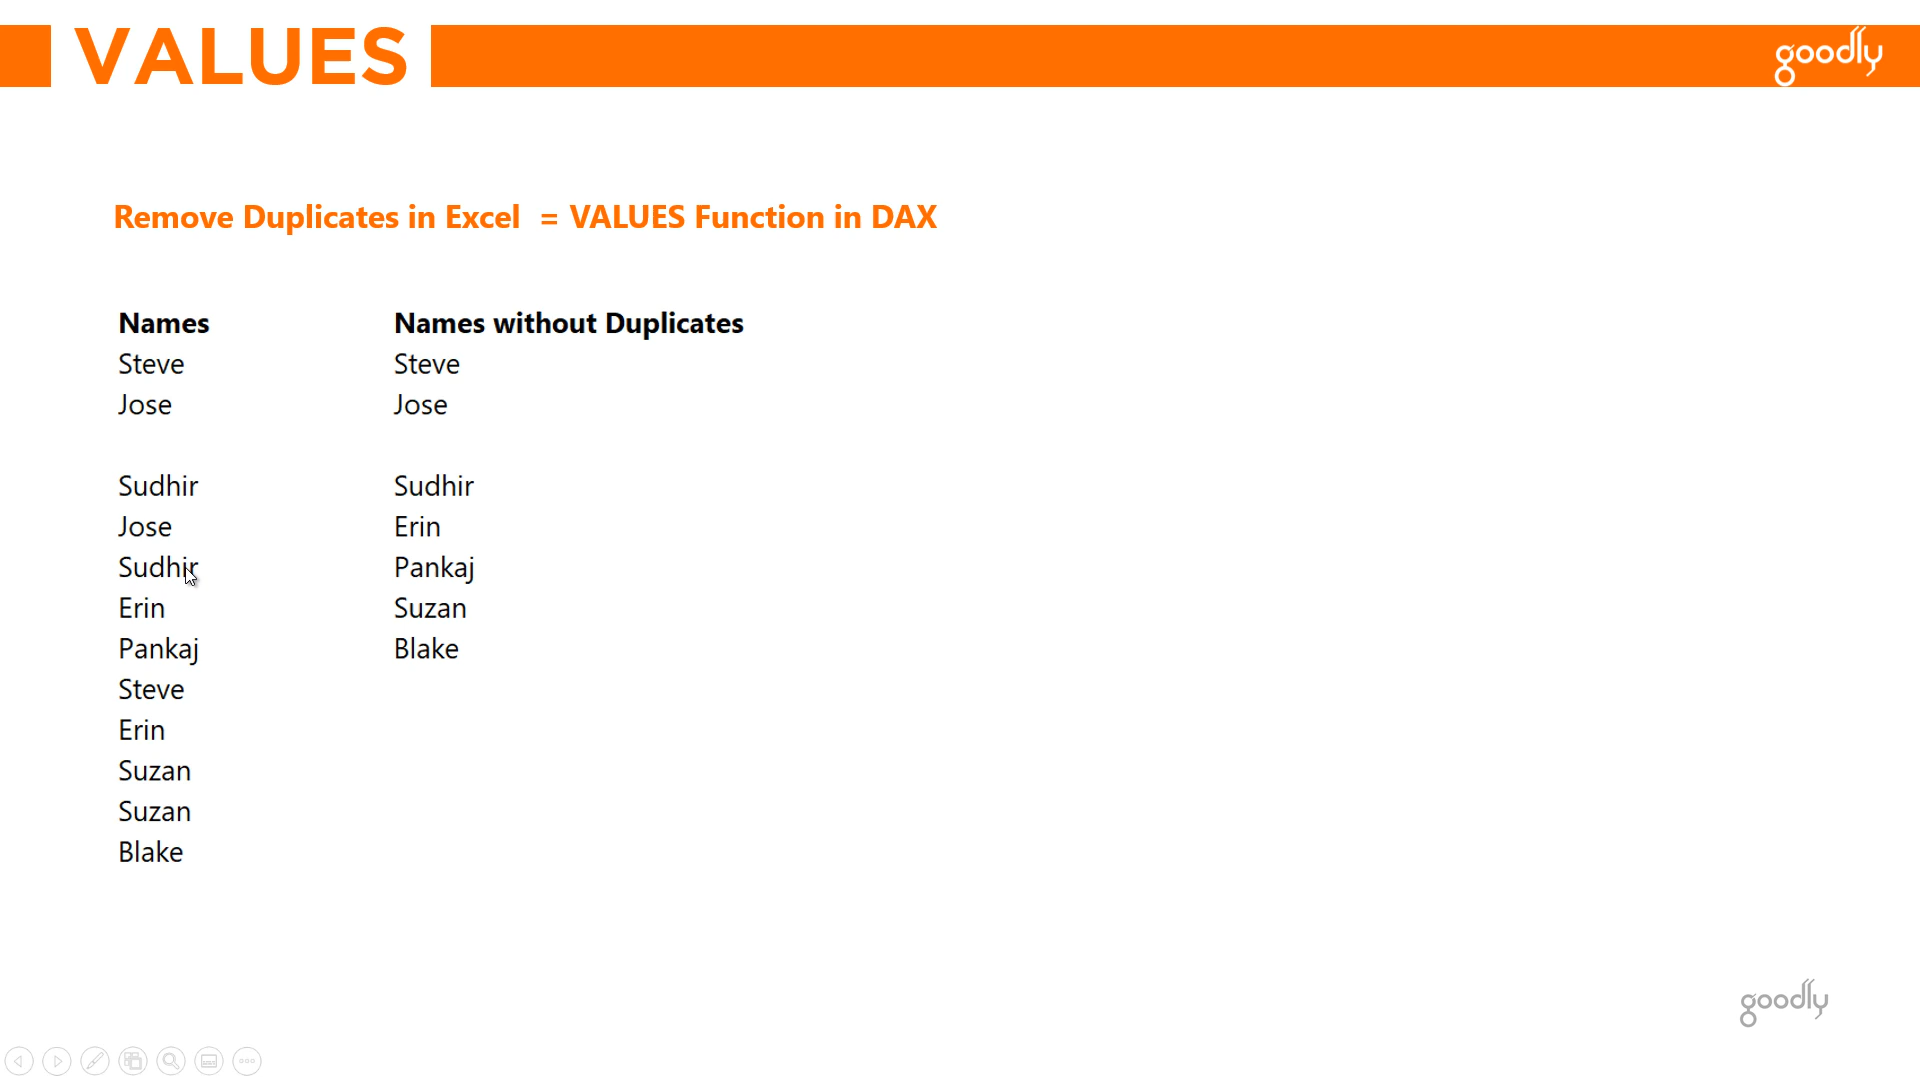 VALUES
goodly
Remove Duplicates in Excel = VALUES Function in DAX
Names Names without Duplicates
Steve Steve
Jose Jose
Sudhir Sudhir
Jose Erin
Sudhir Pankaj
Erin Suzan
Pankaj Blake
Steve
Erin
Suzan
Suzan
Blake
goodly